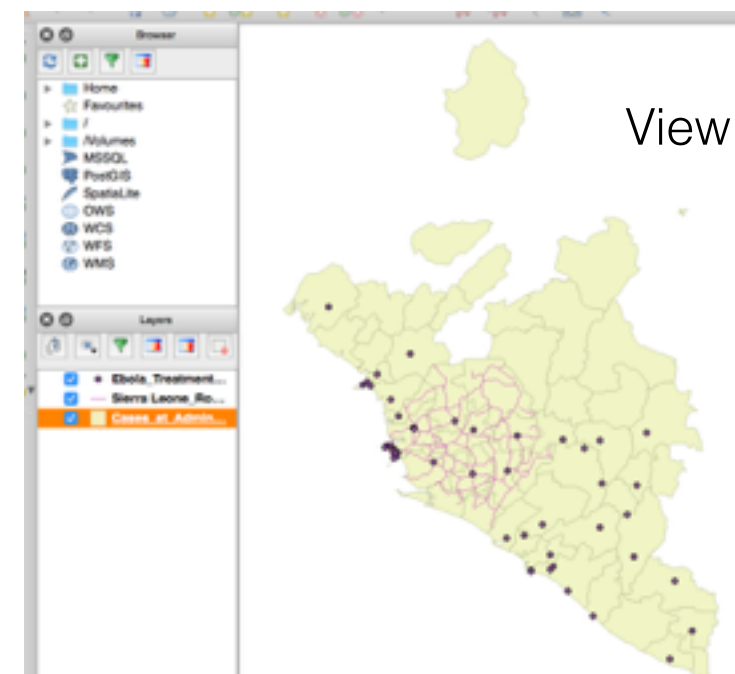 Browser
Home
Favourites
/
/Volumes
MSSQL
PostGIS
SpatiaLite
OWS
WCS
WFS
WMS
Layers
Ebola_Treatment...
Sierra Leone_Ro...
Cases_at_Admin...
View